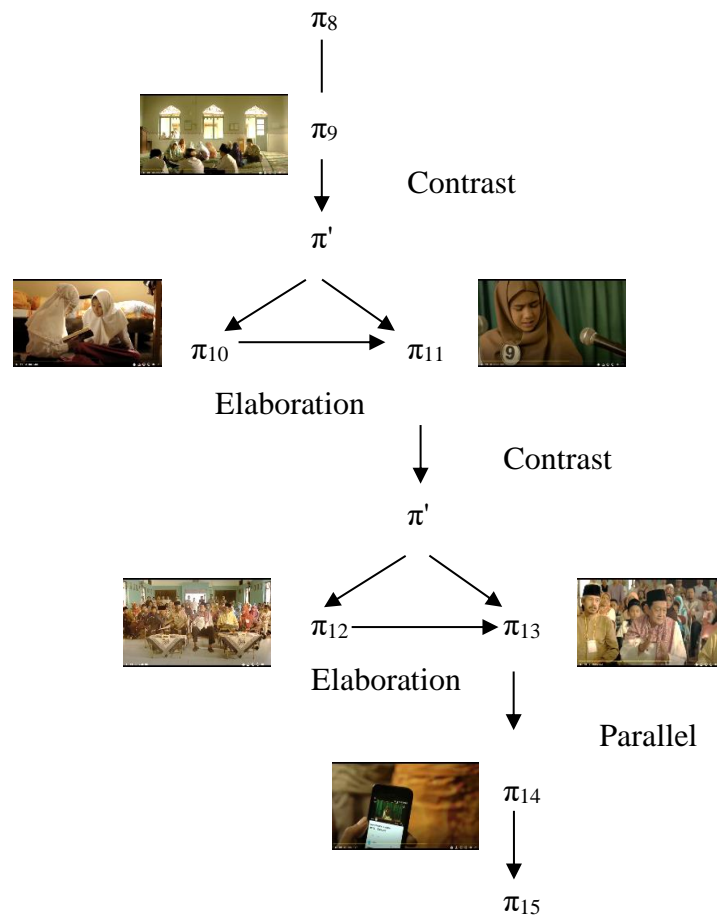 π8
π9
Contrast
π'
π10
π11
9
Elaboration
Contrast
π'
π12
π13
Elaboration
Parallel
π14
π15